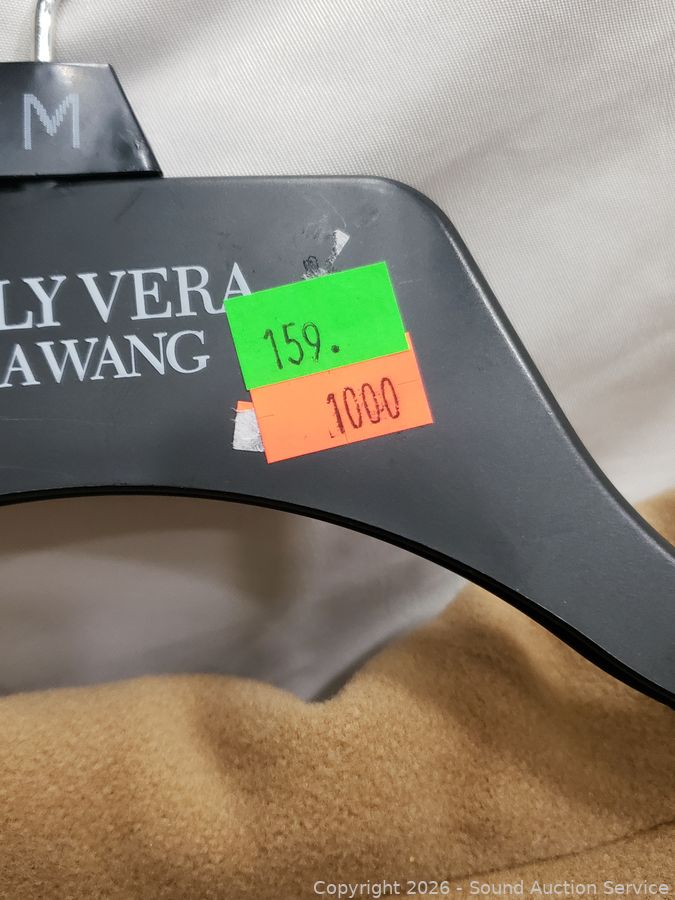 M
LY VERA
AWANG
159.
1000
Copyright 2026 - Sound Auction Service